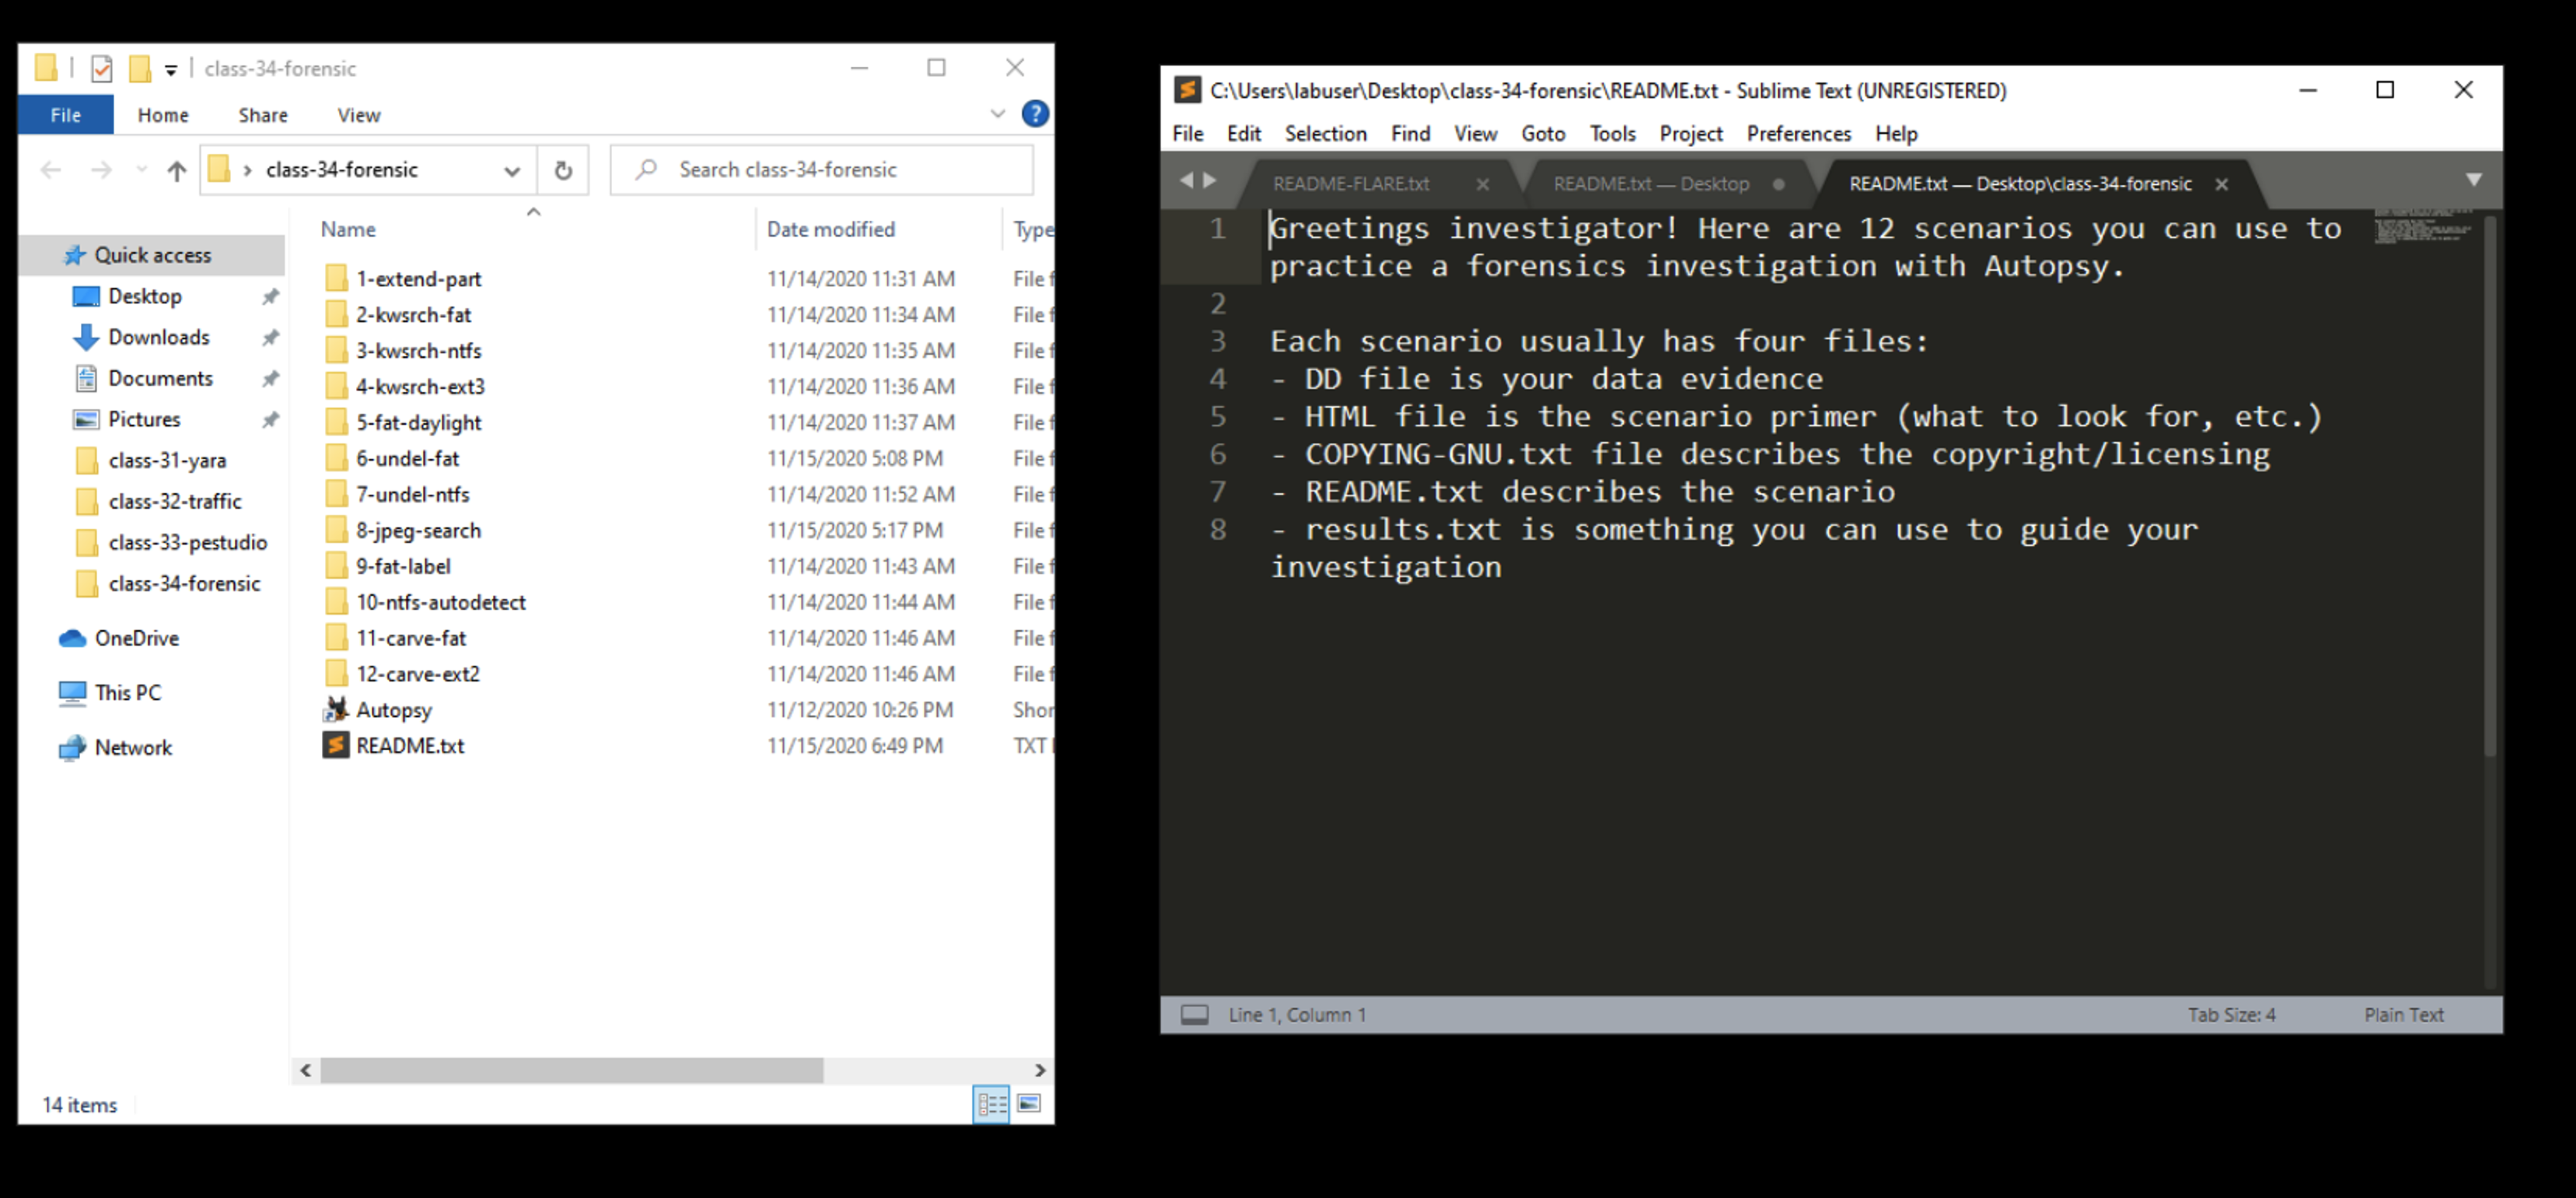 class-34-forensic
File Home Share View
class-34-forensic
Search class-34-forensic
Name Date modified Type
Quick access
Desktop
Downloads
Documents
Pictures
class-31-yara
class-32-traffic
class-33-pestudio
class-34-forensic
OneDrive
This PC
Network
1-extend-part 11/14/2020 11:31 AM File f
2-kwsrch-fat 11/14/2020 11:34 AM File f
3-kwsrch-ntfs 11/14/2020 11:35 AM File f
4-kwsrch-ext3 11/14/2020 11:36 AM File f
5-fat-daylight 11/14/2020 11:37 AM File f
6-undel-fat 11/15/2020 5:08 PM File f
7-undel-ntfs 11/14/2020 11:52 AM File f
8-jpeg-search 11/15/2020 5:17 PM File f
9-fat-label 11/14/2020 11:43 AM File f
10-ntfs-autodetect 11/14/2020 11:44 AM File f
11-carve-fat 11/14/2020 11:46 AM File f
12-carve-ext2 11/14/2020 11:46 AM File f
Autopsy 11/12/2020 10:26 PM Shor
README.txt 11/15/2020 6:49 PM TXT
14 items
C:\Users\labuser\Desktop\class-34-forensic\README.txt - Sublime Text (UNREGISTERED)
File Edit Selection Find View Goto Tools Project Preferences Help
README-FLARE.txt README.txt — Desktop README.txt — Desktop\class-34-forensic
1 Greetings investigator! Here are 12 scenarios you can use to
practice a forensics investigation with Autopsy.
2
3 Each scenario usually has four files:
4 - DD file is your data evidence
5 - HTML file is the scenario primer (what to look for, etc.)
6 - COPYING-GNU.txt file describes the copyright/licensing
7 - README.txt describes the scenario
8 - results.txt is something you can use to guide your
investigation
Line 1, Column 1 Tab Size: 4 Plain Text